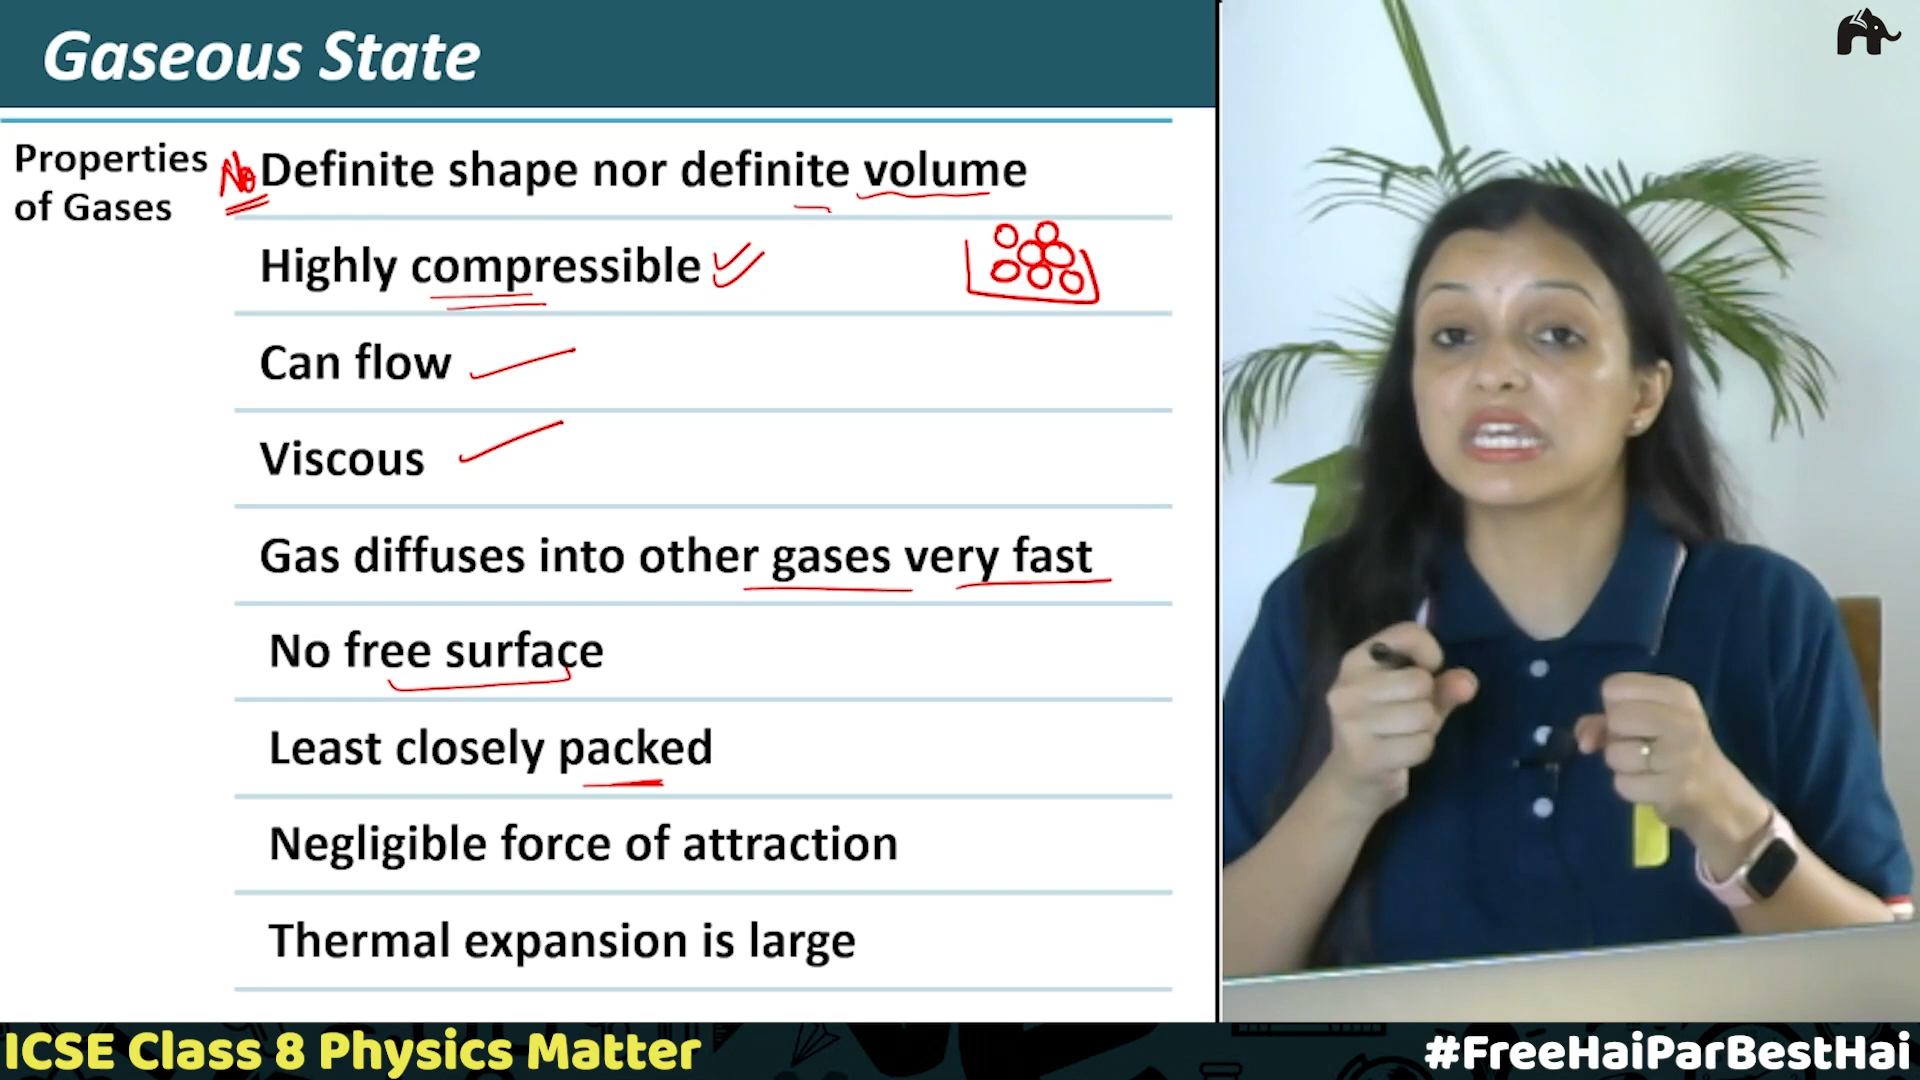 Gaseous State
Properties
of Gases
No Definite shape nor definite volume
Highly compressible
Can flow
Viscous
Gas diffuses into other gases very fast
No free surface
Least closely packed
Negligible force of attraction
Thermal expansion is large
ICSE Class 8 Physics Matter
#FreeHaiParBestHai